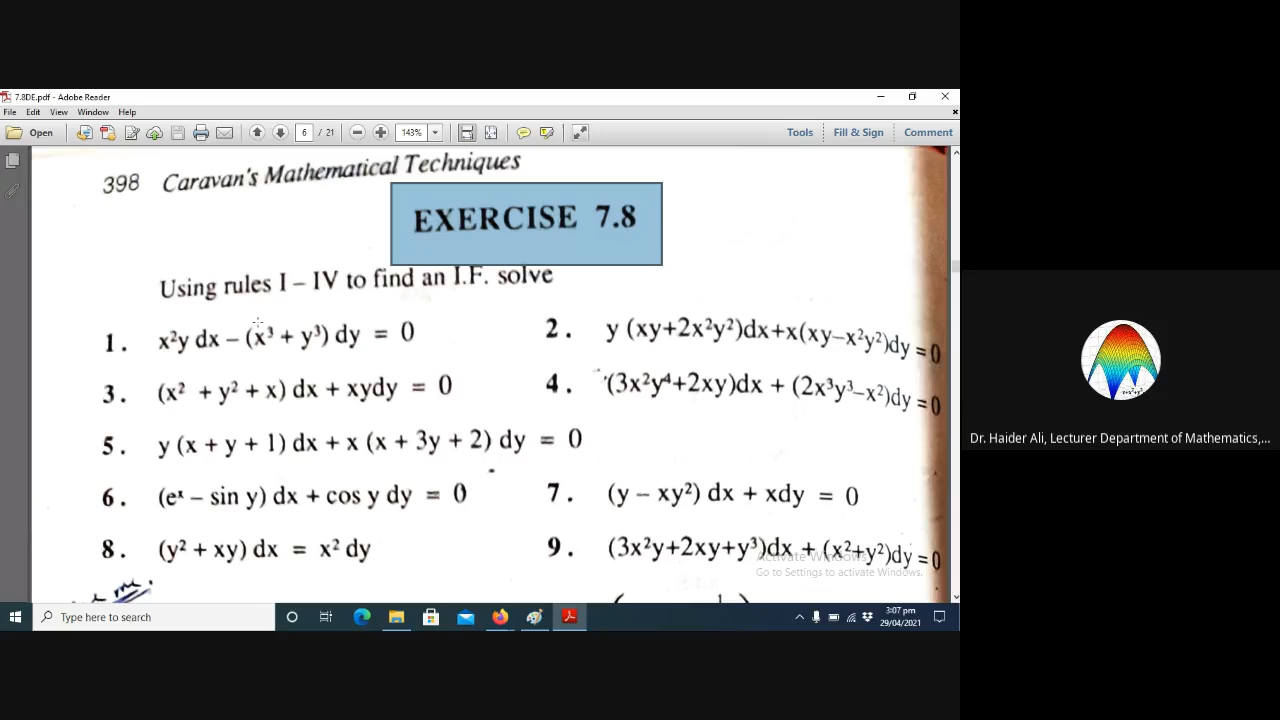 7.8DE.pdf - Adobe Reader
File Edit View Window Help
Open 6 / 21 143% Tools Fill & Sign Comment
398 Caravan's Mathematical Techniques
EXERCISE 7.8
Using rules I – IV to find an I.F. solve
1. x²y dx – (x³ + y³) dy = 0
2. y (xy+2x²y²)dx+x(xy–x²y²)dy = 0
3. (x² + y² + x) dx + xydy = 0
4. (3x²y⁴+2xy)dx + (2x³y³–x²)dy = 0
5. y (x + y + 1) dx + x (x + 3y + 2) dy = 0
6. (eˣ – sin y) dx + cos y dy = 0
7. (y – xy²) dx + xdy = 0
8. (y² + xy) dx = x² dy
9. (3x²y+2xy+y³)dx + (x²+y²)dy = 0
Activate Windows
Go to Settings to activate Windows.
Type here to search
3:07 pm
29/04/2021
Dr. Haider Ali, Lecturer Department of Mathematics,...